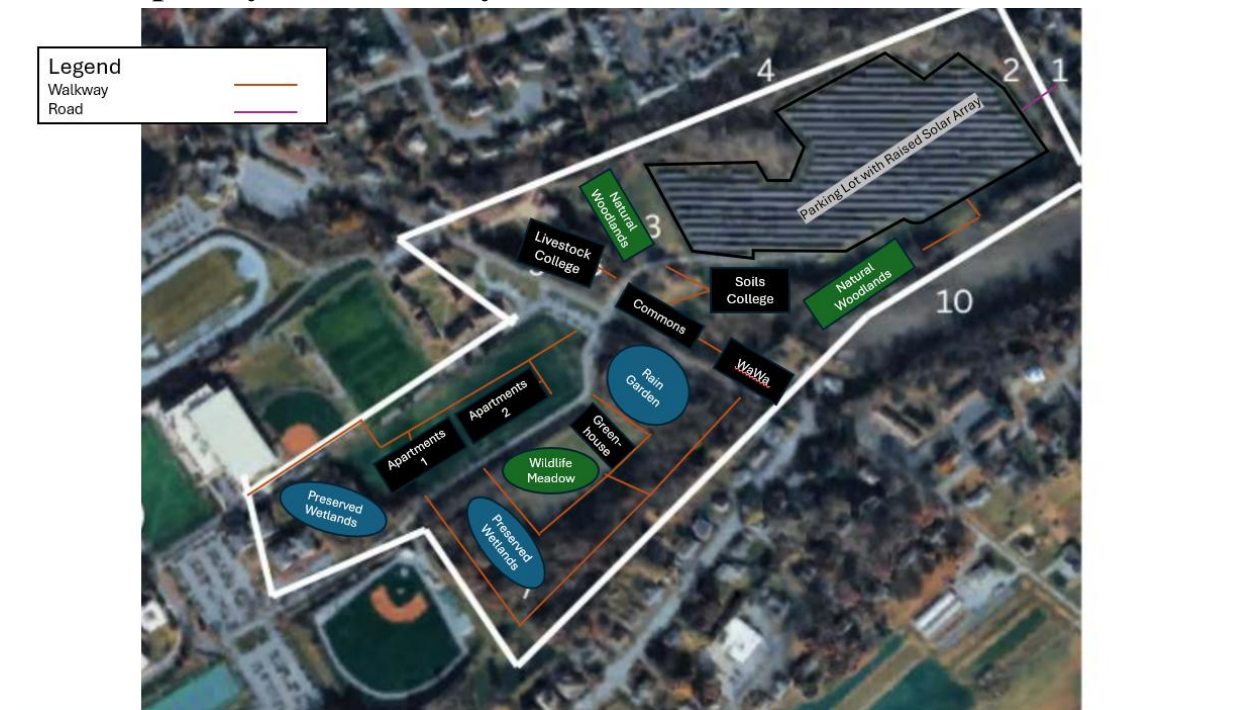 Legend
Walkway
Road
4
2
1
Parking Lot with Raised Solar Array
Natural
Woodlands
3
Livestock
College
Soils
College
Natural
Woodlands
10
Commons
WaWa
Rain
Garden
Apartments
2
Green-
house
Apartments
1
Wildlife
Meadow
Preserved
Wetlands
Preserved
Wetlands